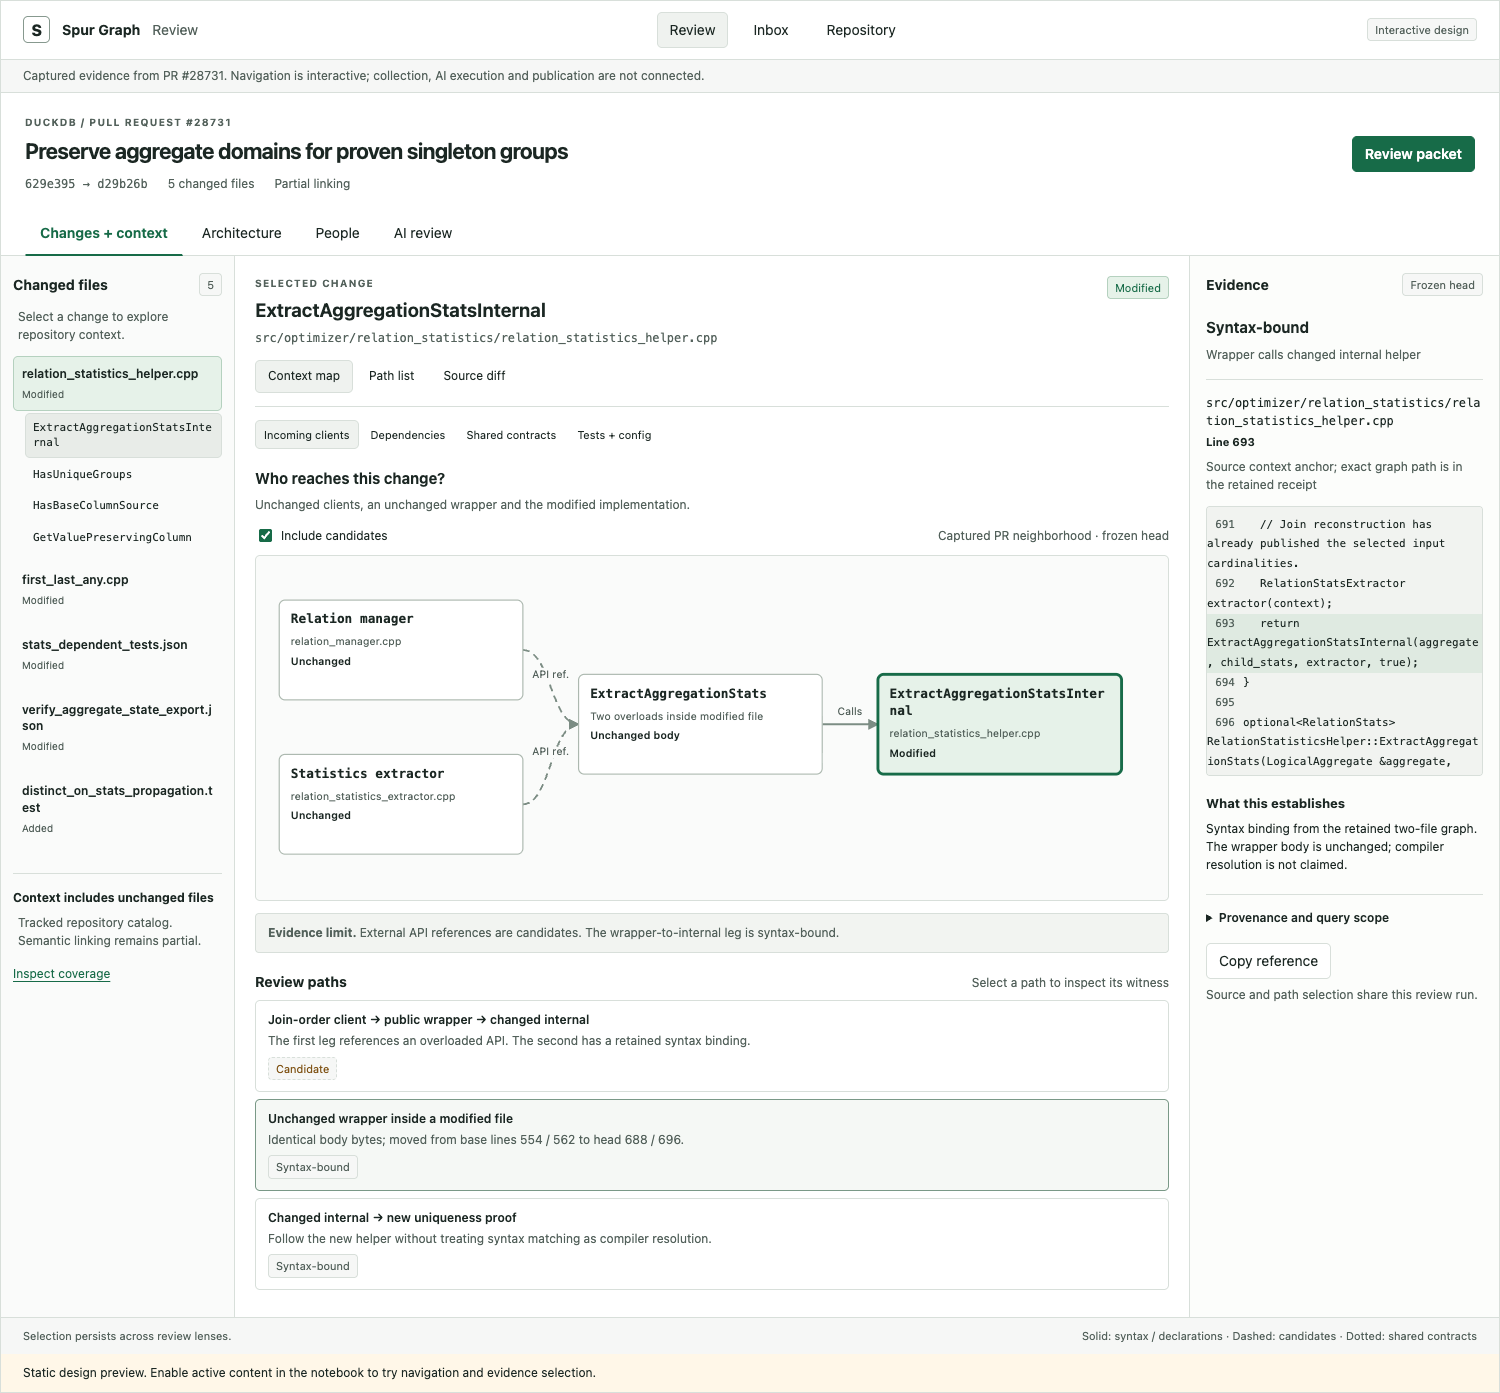 S Spur Graph Review
Review Inbox Repository
Interactive design
Captured evidence from PR #28731. Navigation is interactive; collection, AI execution and publication are not connected.
DUCKDB / PULL REQUEST #28731
Preserve aggregate domains for proven singleton groups
629e395 → d29b26b 5 changed files Partial linking
Review packet
Changes + context Architecture People AI review
Changed files 5
Select a change to explore
repository context.
relation_statistics_helper.cpp
Modified
ExtractAggregationStatsInte
rnal
HasUniqueGroups
HasBaseColumnSource
GetValuePreservingColumn
first_last_any.cpp
Modified
stats_dependent_tests.json
Modified
verify_aggregate_state_export.j
son
Modified
distinct_on_stats_propagation.t
est
Added
Context includes unchanged files
Tracked repository catalog.
Semantic linking remains partial.
Inspect coverage
SELECTED CHANGE
ExtractAggregationStatsInternal
Modified
src/optimizer/relation_statistics/relation_statistics_helper.cpp
Context map Path list Source diff
Incoming clients Dependencies Shared contracts Tests + config
Who reaches this change?
Unchanged clients, an unchanged wrapper and the modified implementation.
Include candidates
Captured PR neighborhood · frozen head
Relation manager
relation_manager.cpp
Unchanged
API ref.
Statistics extractor
relation_statistics_extractor.cpp
Unchanged
API ref.
ExtractAggregationStats
Two overloads inside modified file
Unchanged body
Calls
ExtractAggregationStatsInter
nal
relation_statistics_helper.cpp
Modified
Evidence limit. External API references are candidates. The wrapper-to-internal leg is syntax-bound.
Review paths
Select a path to inspect its witness
Join-order client → public wrapper → changed internal
The first leg references an overloaded API. The second has a retained syntax binding.
Candidate
Unchanged wrapper inside a modified file
Identical body bytes; moved from base lines 554 / 562 to head 688 / 696.
Syntax-bound
Changed internal → new uniqueness proof
Follow the new helper without treating syntax matching as compiler resolution.
Syntax-bound
Evidence
Frozen head
Syntax-bound
Wrapper calls changed internal helper
src/optimizer/relation_statistics/rela
tion_statistics_helper.cpp
Line 693
Source context anchor; exact graph path is in
the retained receipt
691 // Join reconstruction has
already published the selected input
cardinalities.
692 RelationStatsExtractor
extractor(context);
693 return
ExtractAggregationStatsInternal(aggregate
, child_stats, extractor, true);
694 }
695
696 optional<RelationStats>
RelationStatisticsHelper::ExtractAggregat
ionStats(LogicalAggregate &aggregate,
What this establishes
Syntax binding from the retained two-file graph.
The wrapper body is unchanged; compiler
resolution is not claimed.
▶ Provenance and query scope
Copy reference
Source and path selection share this review run.
Selection persists across review lenses.
Solid: syntax / declarations · Dashed: candidates · Dotted: shared contracts
Static design preview. Enable active content in the notebook to try navigation and evidence selection.